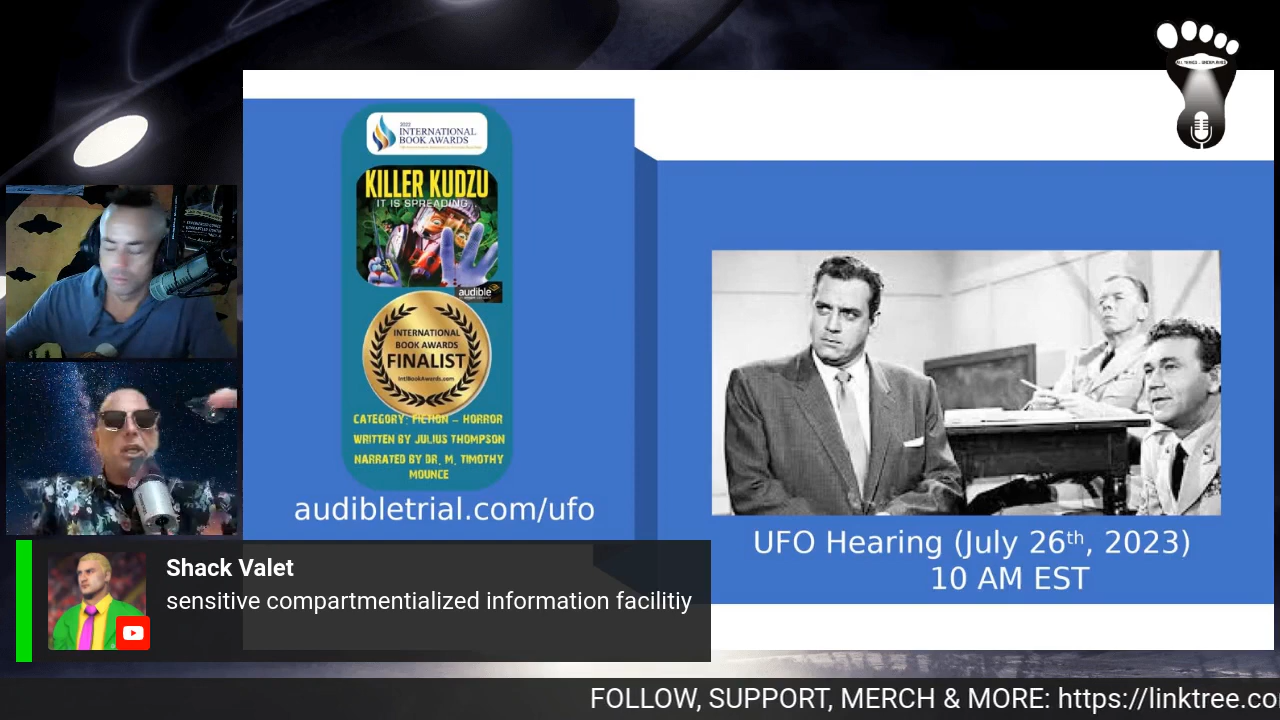 ALL THINGS
2023
INTERNATIONAL
BOOK AWARDS
KILLER KUDZU
IT IS SPREADING
audible
INTERNATIONAL
BOOK AWARDS
FINALIST
IntlBookAwards.com
CATEGORY: FICTION – HORROR
WRITTEN BY JULIUS THOMPSON
NARRATED BY DR. M. TIMOTHY
MOUNCE
audibletrial.com/ufo
UFO Hearing (July 26th, 2023)
10 AM EST
Shack Valet
sensitive compartmentialized information facilitiy
FOLLOW, SUPPORT, MERCH & MORE: https://linktree.co